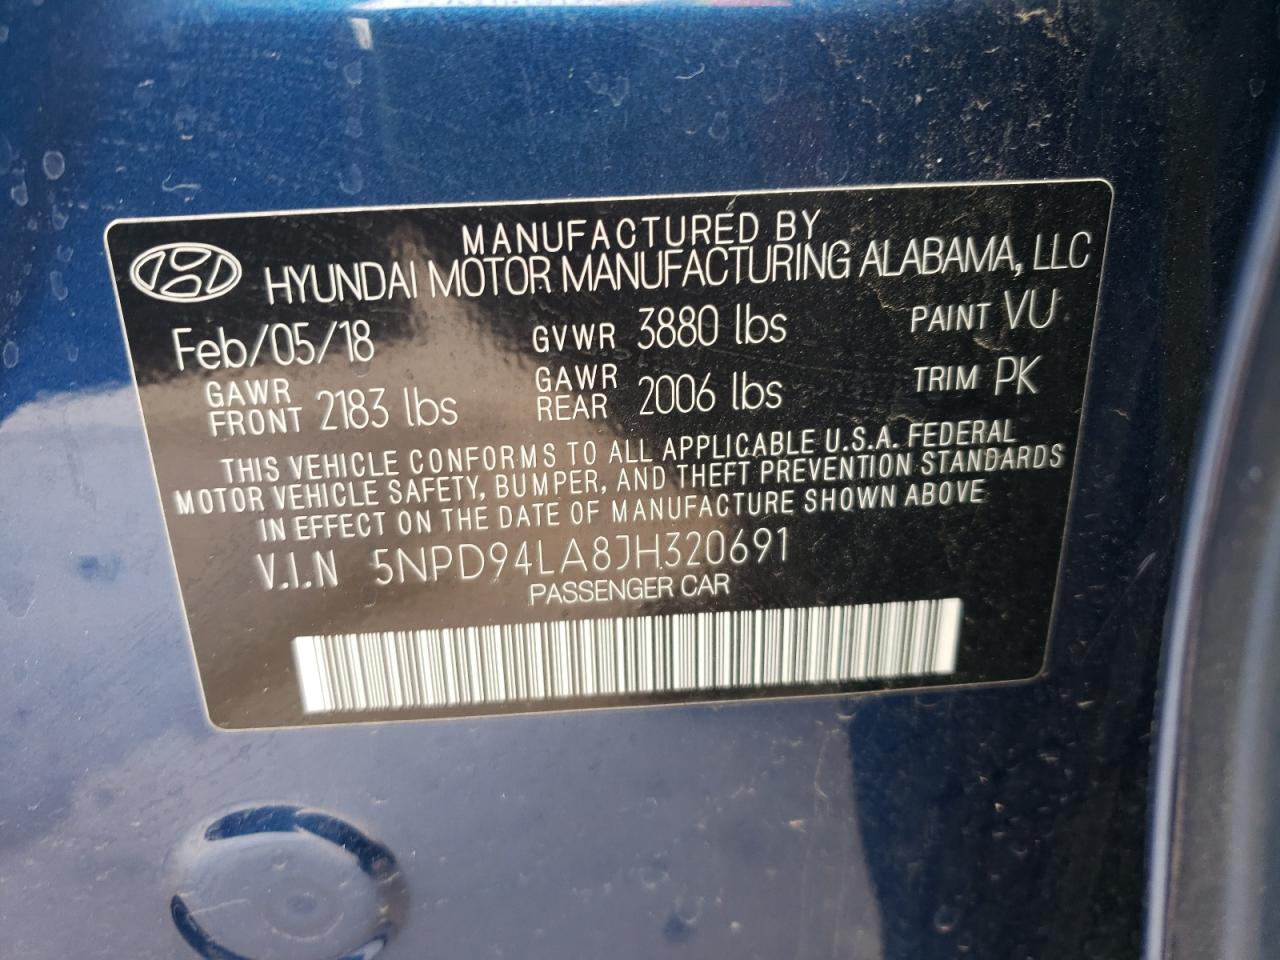 MANUFACTURED BY
HYUNDAI MOTOR MANUFACTURING ALABAMA, LLC
Feb/05/18 GVWR 3880 lbs PAINT VU
GAWR FRONT 2183 lbs GAWR REAR 2006 lbs TRIM PK
THIS VEHICLE CONFORMS TO ALL APPLICABLE U.S.A. FEDERAL
MOTOR VEHICLE SAFETY, BUMPER, AND THEFT PREVENTION STANDARDS
IN EFFECT ON THE DATE OF MANUFACTURE SHOWN ABOVE
V.I.N 5NPD94LA8JH320691
PASSENGER CAR